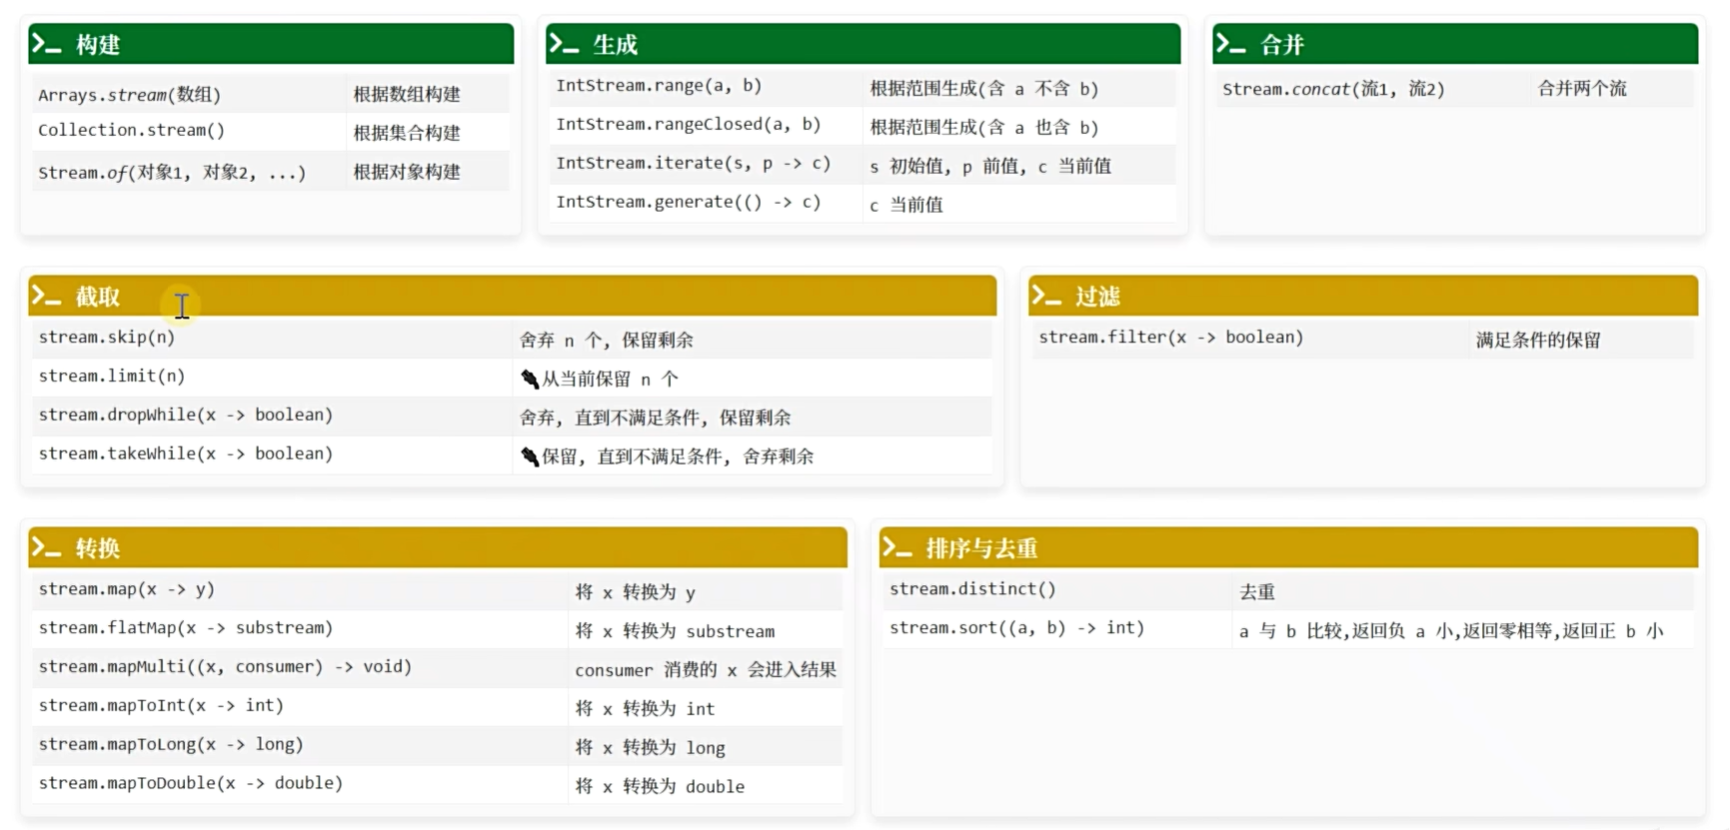 构建
Arrays.stream(数组) 根据数组构建
Collection.stream() 根据集合构建
Stream.of(对象1, 对象2, ...) 根据对象构建
生成
IntStream.range(a, b) 根据范围生成(含 a 不含 b)
IntStream.rangeClosed(a, b) 根据范围生成(含 a 也含 b)
IntStream.iterate(s, p -> c) s 初始值, p 前值, c 当前值
IntStream.generate(() -> c) c 当前值
合并
Stream.concat(流1, 流2) 合并两个流
截取
stream.skip(n) 舍弃 n 个, 保留剩余
stream.limit(n) 从当前保留 n 个
stream.dropWhile(x -> boolean) 舍弃, 直到不满足条件, 保留剩余
stream.takeWhile(x -> boolean) 保留, 直到不满足条件, 舍弃剩余
过滤
stream.filter(x -> boolean) 满足条件的保留
转换
stream.map(x -> y) 将 x 转换为 y
stream.flatMap(x -> substream) 将 x 转换为 substream
stream.mapMulti((x, consumer) -> void) consumer 消费的 x 会进入结果
stream.mapToInt(x -> int) 将 x 转换为 int
stream.mapToLong(x -> long) 将 x 转换为 long
stream.mapToDouble(x -> double) 将 x 转换为 double
排序与去重
stream.distinct() 去重
stream.sort((a, b) -> int) a 与 b 比较,返回负 a 小,返回零相等,返回正 b 小